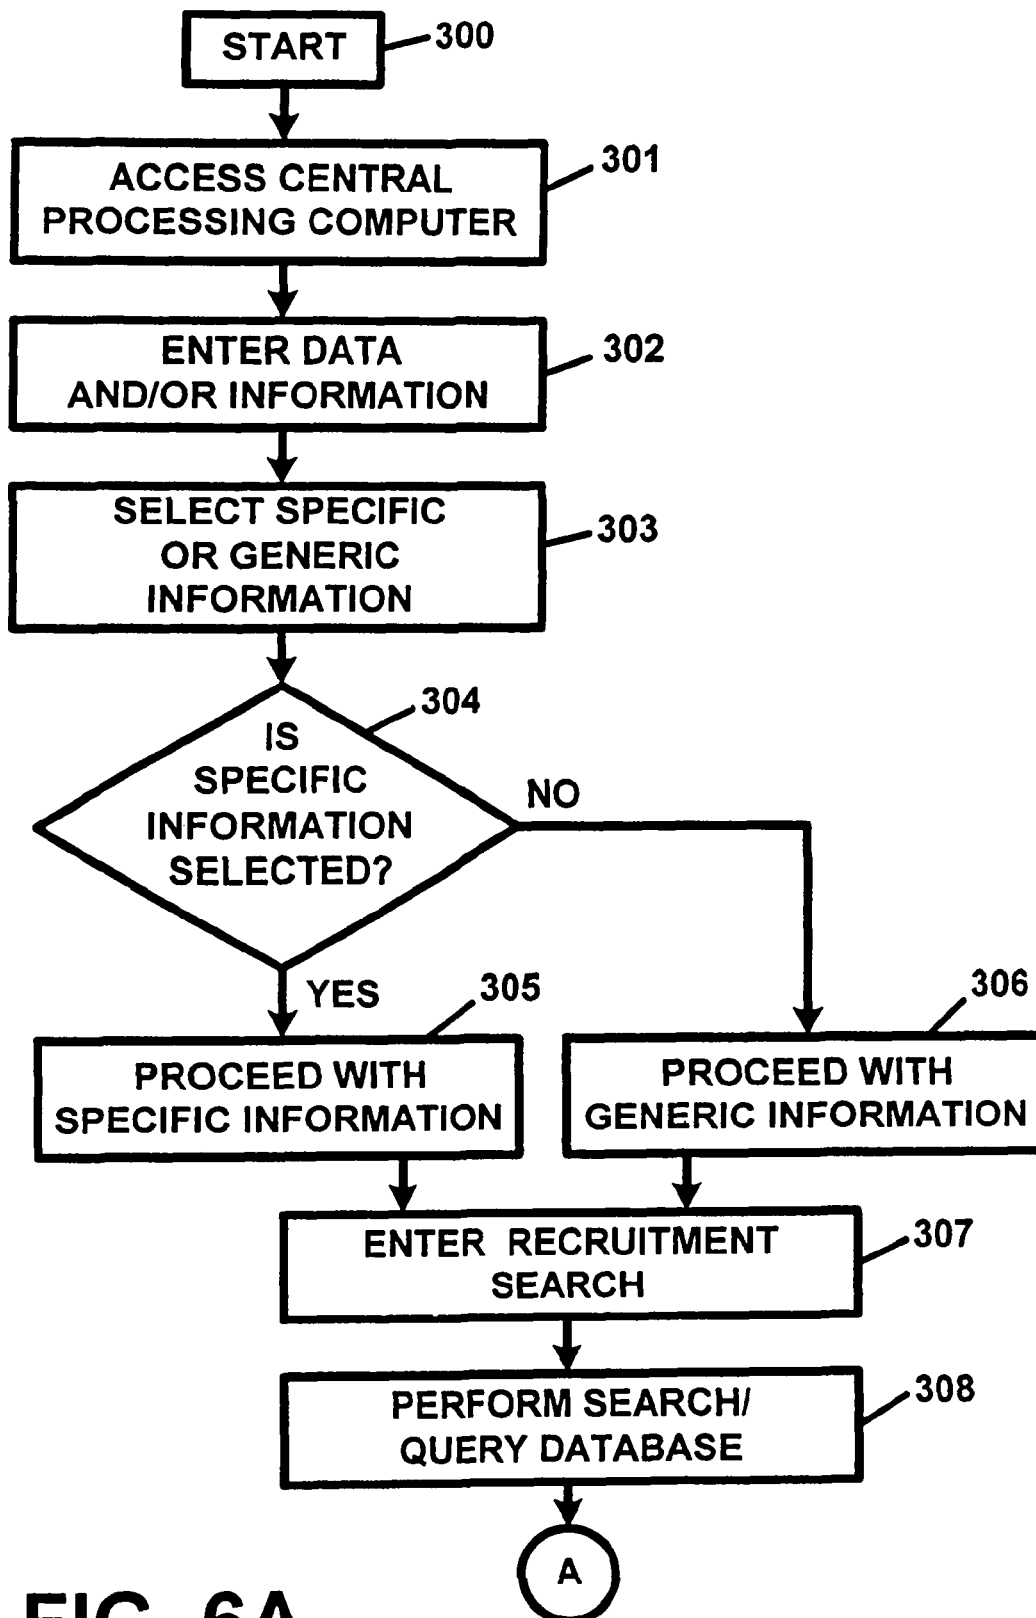 START
300
ACCESS CENTRAL
PROCESSING COMPUTER
301
ENTER DATA
AND/OR INFORMATION
302
SELECT SPECIFIC
OR GENERIC
INFORMATION
303
IS
SPECIFIC
INFORMATION
SELECTED?
304
NO
YES
305
306
PROCEED WITH
SPECIFIC INFORMATION
PROCEED WITH
GENERIC INFORMATION
ENTER RECRUITMENT
SEARCH
307
PERFORM SEARCH/
QUERY DATABASE
308
A
FIG. 6A